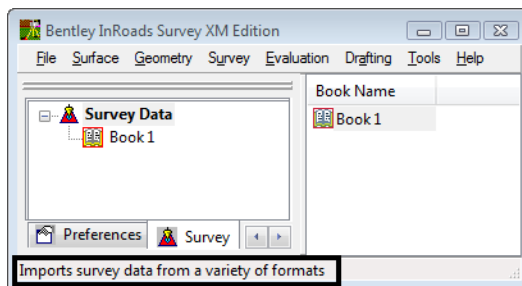 Bentley InRoads Survey XM Edition
File Surface Geometry Survey Evaluation Drafting Tools Help
Survey Data
Book 1
Preferences Survey
Book Name
Book 1
Imports survey data from a variety of formats